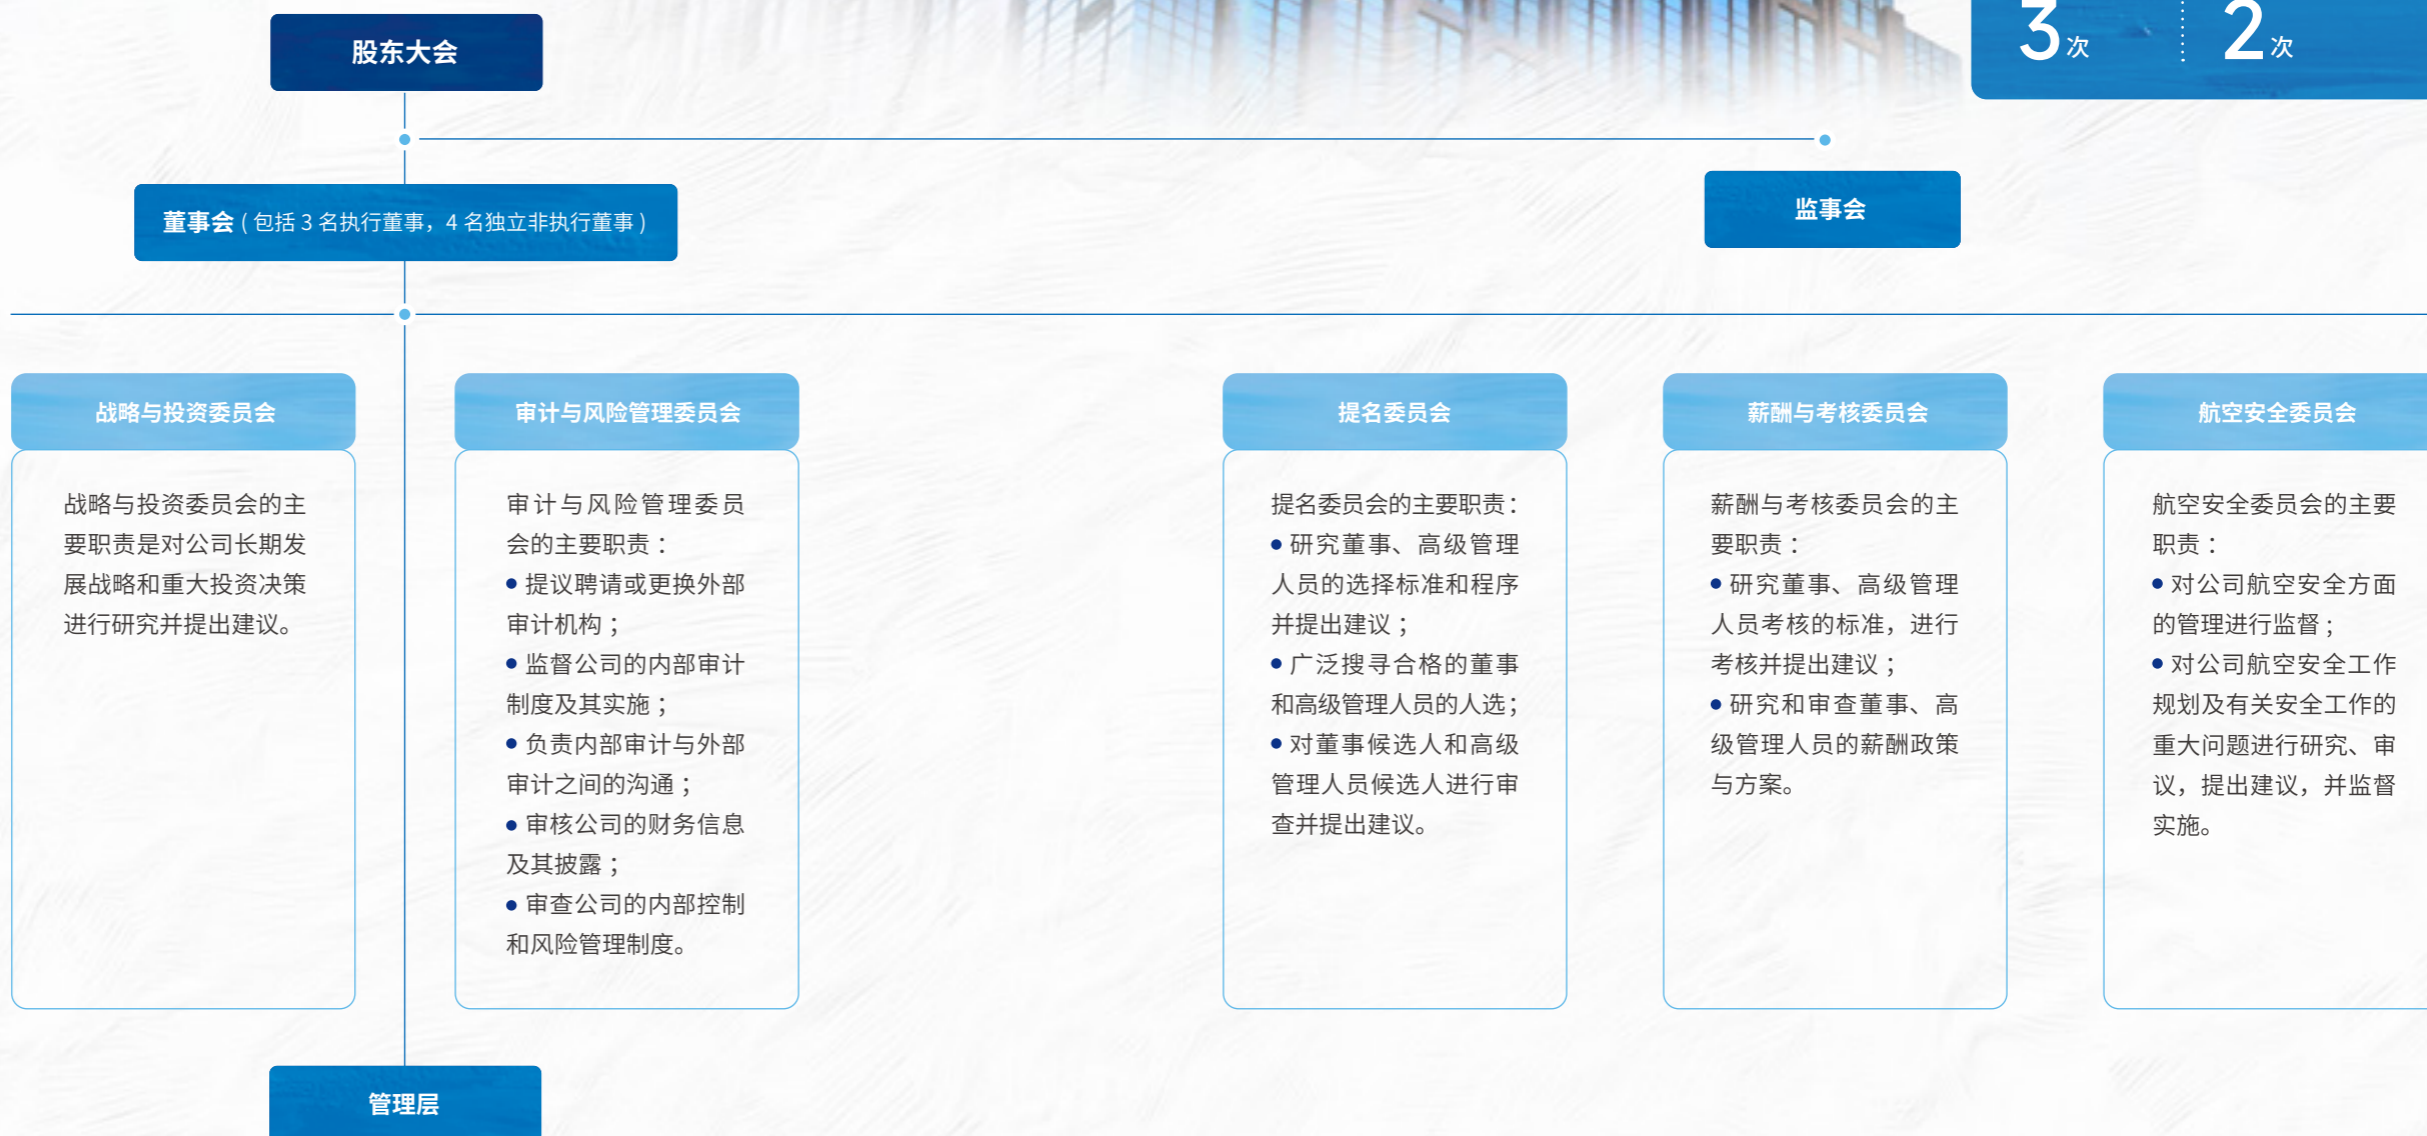 股东大会
3次
2次
董事会 ( 包括 3 名执行董事，4 名独立非执行董事 )
监事会
战略与投资委员会
战略与投资委员会的主
要职责是对公司长期发
展战略和重大投资决策
进行研究并提出建议。
审计与风险管理委员会
审计与风险管理委员
会的主要职责：
● 提议聘请或更换外部
审计机构；
● 监督公司的内部审计
制度及其实施；
● 负责内部审计与外部
审计之间的沟通；
● 审核公司的财务信息
及其披露；
● 审查公司的内部控制
和风险管理制度。
提名委员会
提名委员会的主要职责：
● 研究董事、高级管理
人员的选择标准和程序
并提出建议；
● 广泛搜寻合格的董事
和高级管理人员的人选；
● 对董事候选人和高级
管理人员候选人进行审
查并提出建议。
薪酬与考核委员会
薪酬与考核委员会的主
要职责：
● 研究董事、高级管理
人员考核的标准，进行
考核并提出建议；
● 研究和审查董事、高
级管理人员的薪酬政策
与方案。
航空安全委员会
航空安全委员会的主要
职责：
● 对公司航空安全方面
的管理进行监督；
● 对公司航空安全工作
规划及有关安全工作的
重大问题进行研究、审
议，提出建议，并监督
实施。
管理层